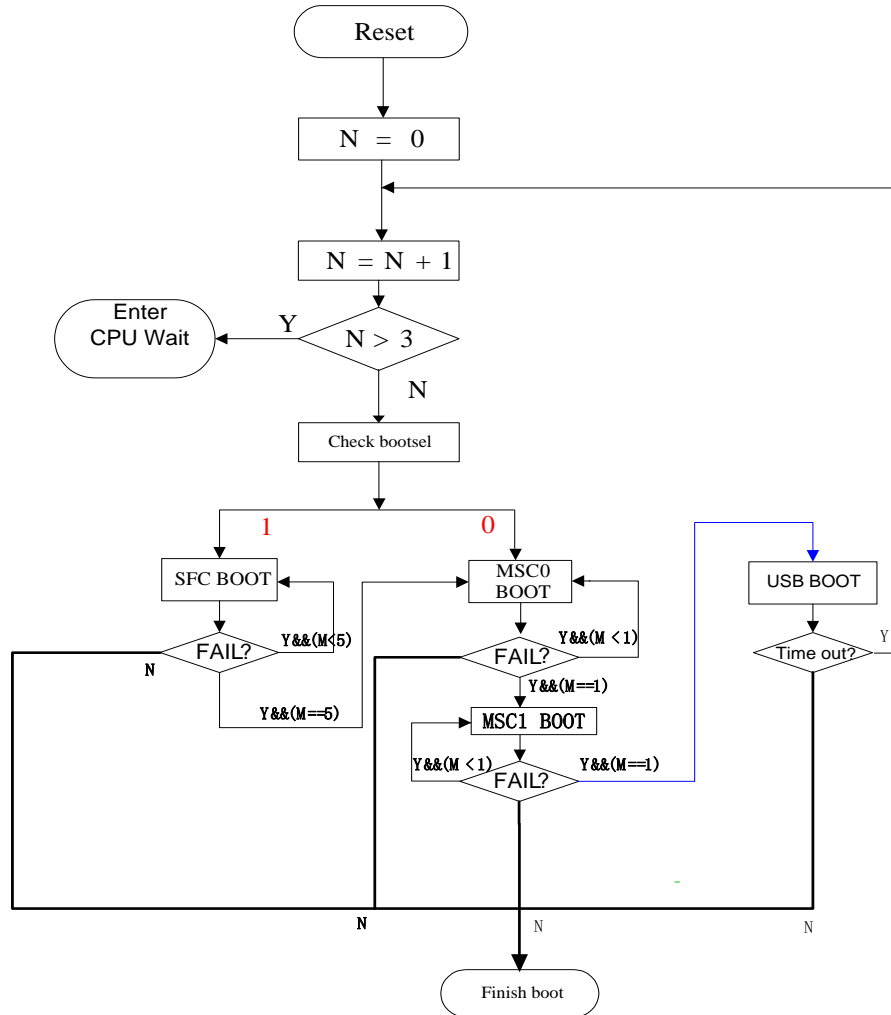 Reset
N = 0
N = N + 1
Enter
CPU Wait
Y
N > 3
N
Check bootsel
1
0
SFC BOOT
MSC0
BOOT
USB BOOT
Y&&(M<5)
Y&&(M<1)
FAIL?
FAIL?
Time out?
Y
N
Y&&(M==1)
Y&&(M==5)
MSC1 BOOT
Y&&(M<1)
FAIL?
Y&&(M==1)
N
N
N
Finish boot